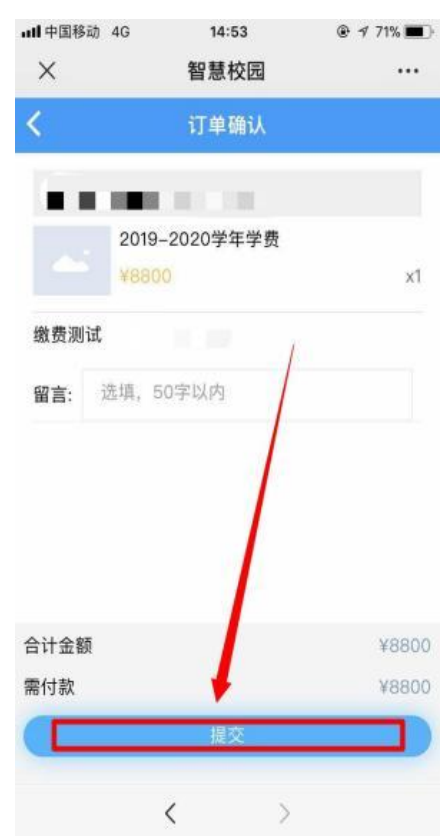 中国移动 4G 14:53 71%
智慧校园
订单确认
2019-2020学年学费
¥8800 x1
缴费测试
留言: 选填，50字以内
合计金额 ¥8800
需付款 ¥8800
提交